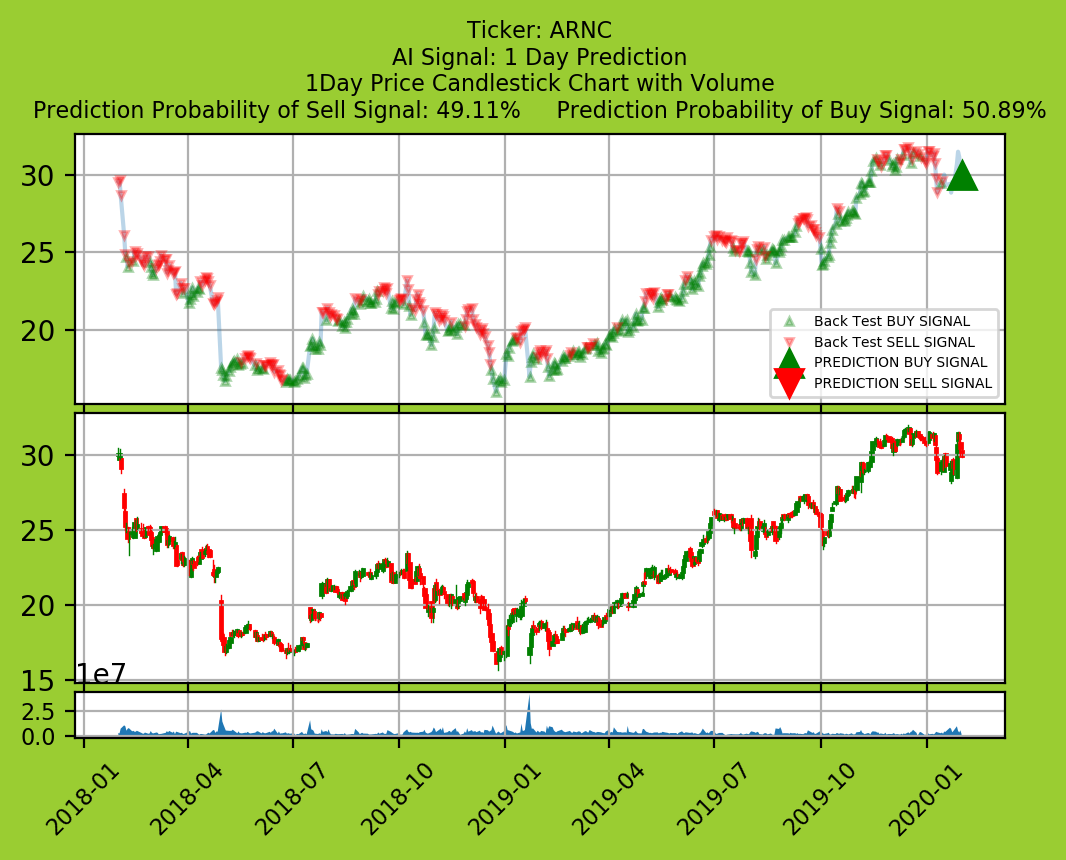 Ticker: ARNC
AI Signal: 1 Day Prediction
1Day Price Candlestick Chart with Volume
Prediction Probability of Sell Signal: 49.11%     Prediction Probability of Buy Signal: 50.89%
30
25
20
Back Test BUY SIGNAL
Back Test SELL SIGNAL
PREDICTION BUY SIGNAL
PREDICTION SELL SIGNAL
30
25
20
15
1e7
2.5
0.0
2018-01
2018-04
2018-07
2018-10
2019-01
2019-04
2019-07
2019-10
2020-01